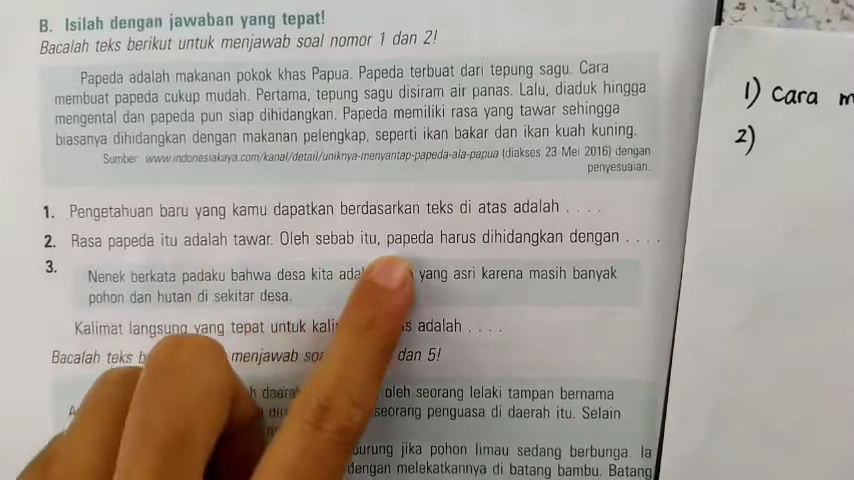 B. Isilah dengan jawaban yang tepat!
Bacalah teks berikut untuk menjawab soal nomor 1 dan 2!
Papeda adalah makanan pokok khas Papua. Papeda terbuat dari tepung sagu. Cara
membuat papeda cukup mudah. Pertama, tepung sagu disiram air panas. Lalu, diaduk hingga
mengental dan papeda pun siap dihidangkan. Papeda memiliki rasa yang tawar sehingga
biasanya dihidangkan dengan makanan pelengkap, seperti ikan bakar dan ikan kuah kuning.
Sumber: www.indonesiakaya.com/kanal/detail/uniknya-menyantap-papeda-ala-papua (diakses 23 Mei 2016) dengan
penyesuaian.
1. Pengetahuan baru yang kamu dapatkan berdasarkan teks di atas adalah . . . .
2. Rasa papeda itu adalah tawar. Oleh sebab itu, papeda harus dihidangkan dengan . . . .
3. Nenek berkata padaku bahwa desa kita yang asri karena masih banyak
pohon dan hutan di sekitar desa.
Kalimat langsung yang tepat untuk adalah . . . .
Bacalah teks menjawab dan 5!
oleh seorang lelaki tampan bernama
seorang penguasa di daerah itu. Selain
jika pohon limau sedang berbunga. Ia
dengan melekatkannya di batang bambu. Batang
1) Cara
2)